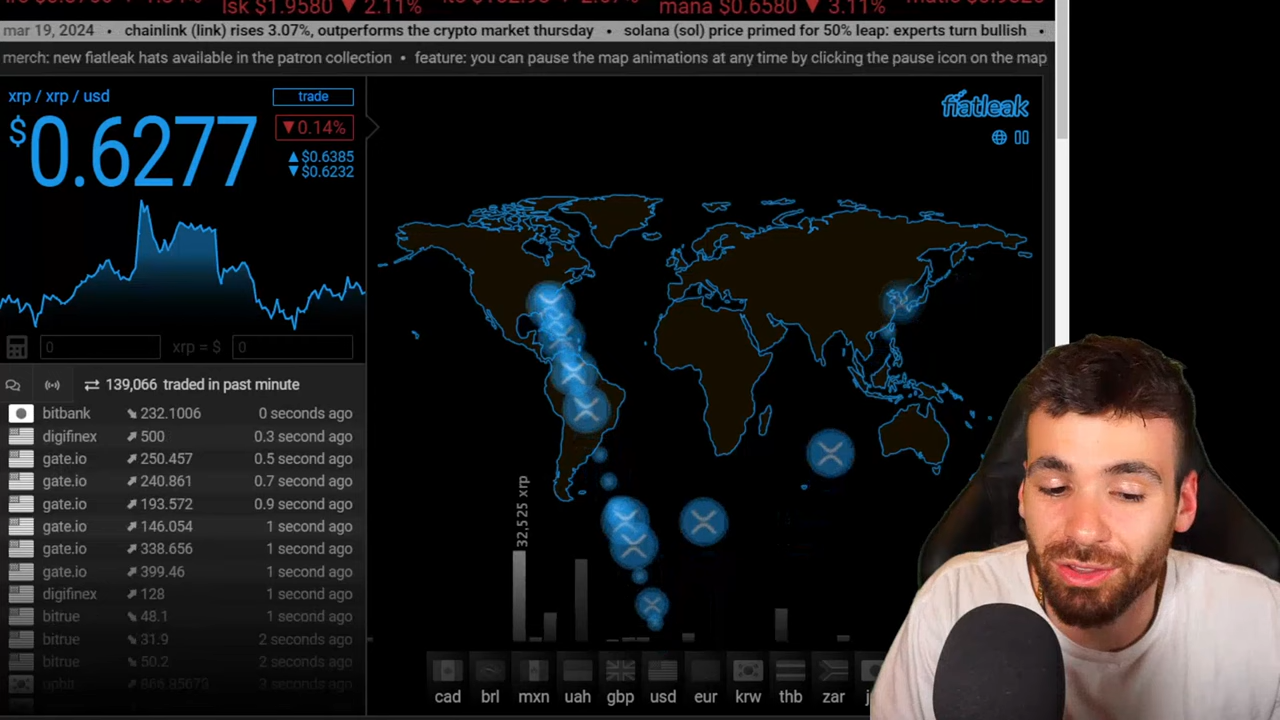 lsk $1.9580 ▼ 2.11%
mana $0.6580 ▼ 3.11%
mar 19, 2024 • chainlink (link) rises 3.07%, outperforms the crypto market thursday • solana (sol) price primed for 50% leap: experts turn bullish •
merch: new fiatleak hats available in the patron collection • feature: you can pause the map animations at any time by clicking the pause icon on the map
xrp / xrp / usd
trade
fiatleak
$0.6277
▼0.14%
▲$0.6385
▼$0.6232
0 xrp = $ 0
139,066 traded in past minute
bitbank 232.1006 0 seconds ago
digifinex 500 0.3 second ago
gate.io 250.457 0.5 second ago
gate.io 240.861 0.7 second ago
gate.io 193.572 0.9 second ago
gate.io 146.054 1 second ago
gate.io 338.656 1 second ago
gate.io 399.46 1 second ago
digifinex 128 1 second ago
bitrue 48.1 1 second ago
bitrue 31.9 2 seconds ago
bitrue 50.2 2 seconds ago
upbit 866.85673 3 seconds ago
32,525 xrp
cad brl mxn uah gbp usd eur krw thb zar